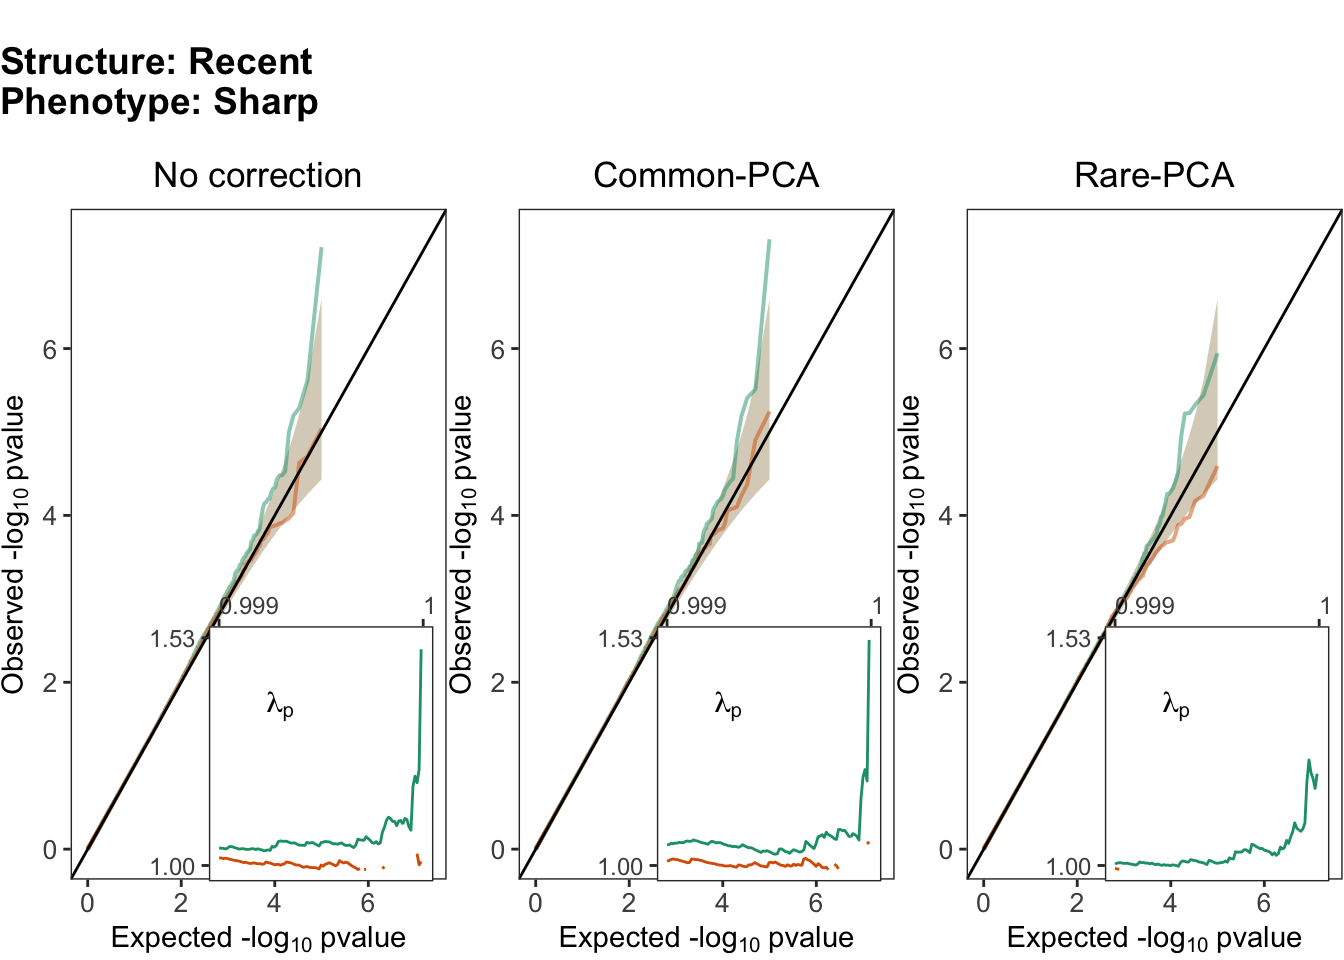 Structure: Recent
Phenotype: Sharp
No correction
Common-PCA
Rare-PCA
Observed -log10 pvalue
6
4
2
0
0.999
1
1.53
1.00
λp
0
2
4
6
Expected -log10 pvalue
Observed -log10 pvalue
6
4
2
0
0.999
1
1.53
1.00
λp
0
2
4
6
Expected -log10 pvalue
Observed -log10 pvalue
6
4
2
0
0.999
1
1.53
1.00
λp
0
2
4
6
Expected -log10 pvalue